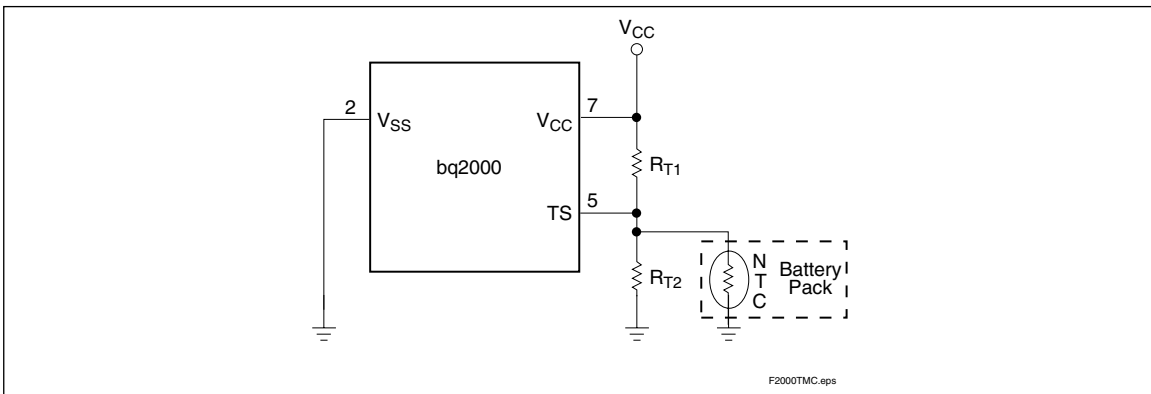 VCC
2
VSS
VCC
7
bq2000
RT1
TS
5
RT2
N
T
C
Battery
Pack
F2000TMC.eps